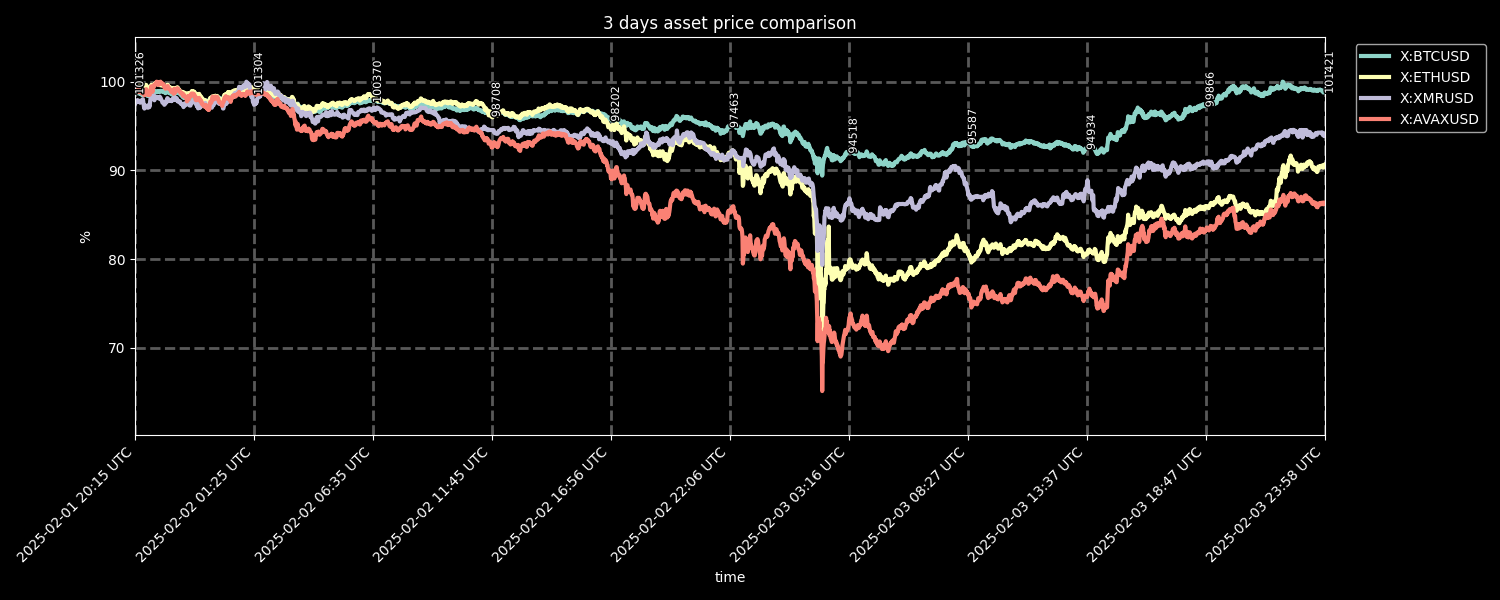 3 days asset price comparison
X:BTCUSD
X:ETHUSD
X:XMRUSD
X:AVAXUSD
101326
101304
100370
98708
98202
97463
94518
95587
94934
99866
101421
100
90
80
70
%
2025-02-01 20:15 UTC
2025-02-02 01:25 UTC
2025-02-02 06:35 UTC
2025-02-02 11:45 UTC
2025-02-02 16:56 UTC
2025-02-02 22:06 UTC
2025-02-03 03:16 UTC
2025-02-03 08:27 UTC
2025-02-03 13:37 UTC
2025-02-03 18:47 UTC
2025-02-03 23:58 UTC
time